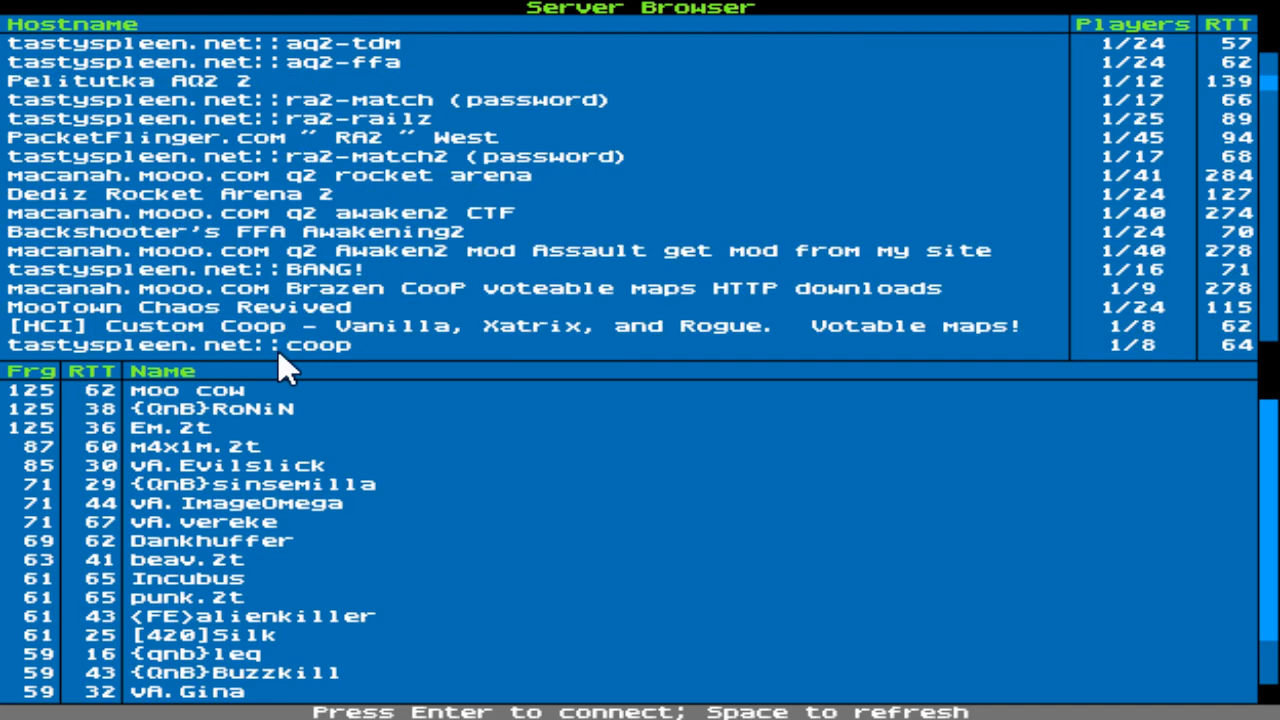 Server Browser
Hostname Players RTT
tastyspleen.net::aq2-tdm 1/24 57
tastyspleen.net::aq2-ffa 1/24 62
Pelitutka AQ2 2 1/12 139
tastyspleen.net::ra2-match (password) 1/17 66
tastyspleen.net::ra2-railz 1/25 89
PacketFlinger.com ~ RA2 ~ West 1/45 94
tastyspleen.net::ra2-match2 (password) 1/17 68
macanah.mooo.com q2 rocket arena 1/41 284
Dediz Rocket Arena 2 1/24 127
macanah.mooo.com q2 awaken2 CTF 1/40 274
Backshooter's FFA Awakening2 1/24 70
macanah.mooo.com q2 Awaken2 mod Assault get mod from my site 1/40 278
tastyspleen.net::BANG! 1/16 71
macanah.mooo.com Brazen CooP voteable maps HTTP downloads 1/9 278
MooTown Chaos Revived 1/24 115
[HCI] Custom Coop - Vanilla, Xatrix, and Rogue. Votable maps! 1/8 62
tastyspleen.net::coop 1/8 64
Frg RTT Name
125 62 moo cow
125 38 {QnB}RoNiN
125 36 Em.2t
87 60 m4x1m.2t
85 30 vA.Evilslick
71 29 {QnB}sinsemilla
71 44 vA.ImageOmega
71 67 vA.vereke
69 62 Dankhuffer
63 41 beav.2t
61 65 Incubus
61 65 punk.2t
61 43 (FE)alienkiller
61 25 [420]Silk
59 16 {qnb}leq
59 43 {QnB}Buzzkill
59 32 vA.Gina
Press Enter to connect; Space to refresh